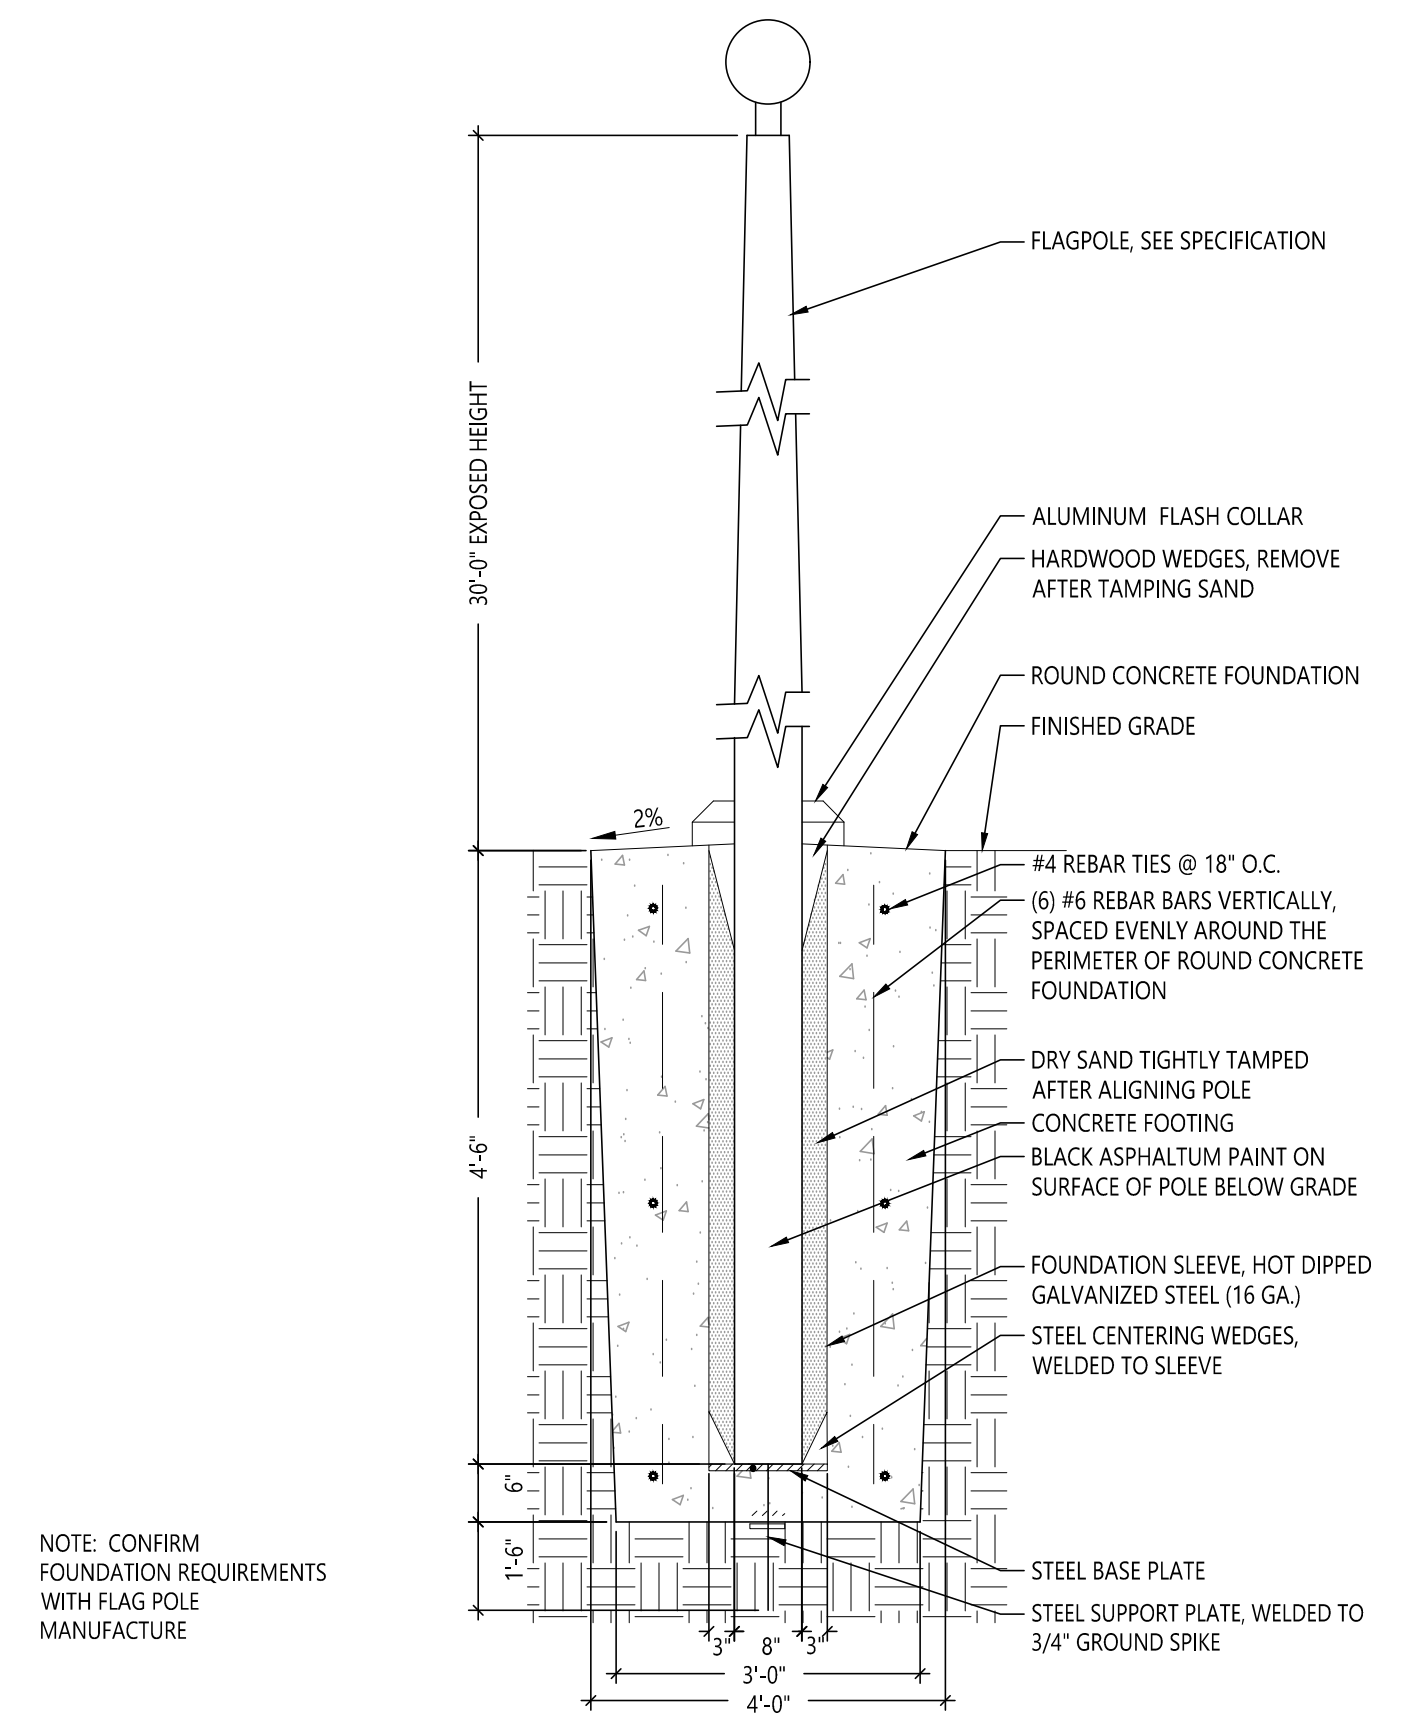 FLAGPOLE, SEE SPECIFICATION
30'-0" EXPOSED HEIGHT
ALUMINUM FLASH COLLAR
HARDWOOD WEDGES, REMOVE
AFTER TAMPING SAND
ROUND CONCRETE FOUNDATION
FINISHED GRADE
2%
#4 REBAR TIES @ 18" O.C.
(6) #6 REBAR BARS VERTICALLY,
SPACED EVENLY AROUND THE
PERIMETER OF ROUND CONCRETE
FOUNDATION
DRY SAND TIGHTLY TAMPED
AFTER ALIGNING POLE
CONCRETE FOOTING
4'-6"
BLACK ASPHALTUM PAINT ON
SURFACE OF POLE BELOW GRADE
FOUNDATION SLEEVE, HOT DIPPED
GALVANIZED STEEL (16 GA.)
STEEL CENTERING WEDGES,
WELDED TO SLEEVE
6"
1'-6"
NOTE: CONFIRM
FOUNDATION REQUIREMENTS
WITH FLAG POLE
MANUFACTURE
STEEL BASE PLATE
STEEL SUPPORT PLATE, WELDED TO
3/4" GROUND SPIKE
3" 8" 3"
3'-0"
4'-0"